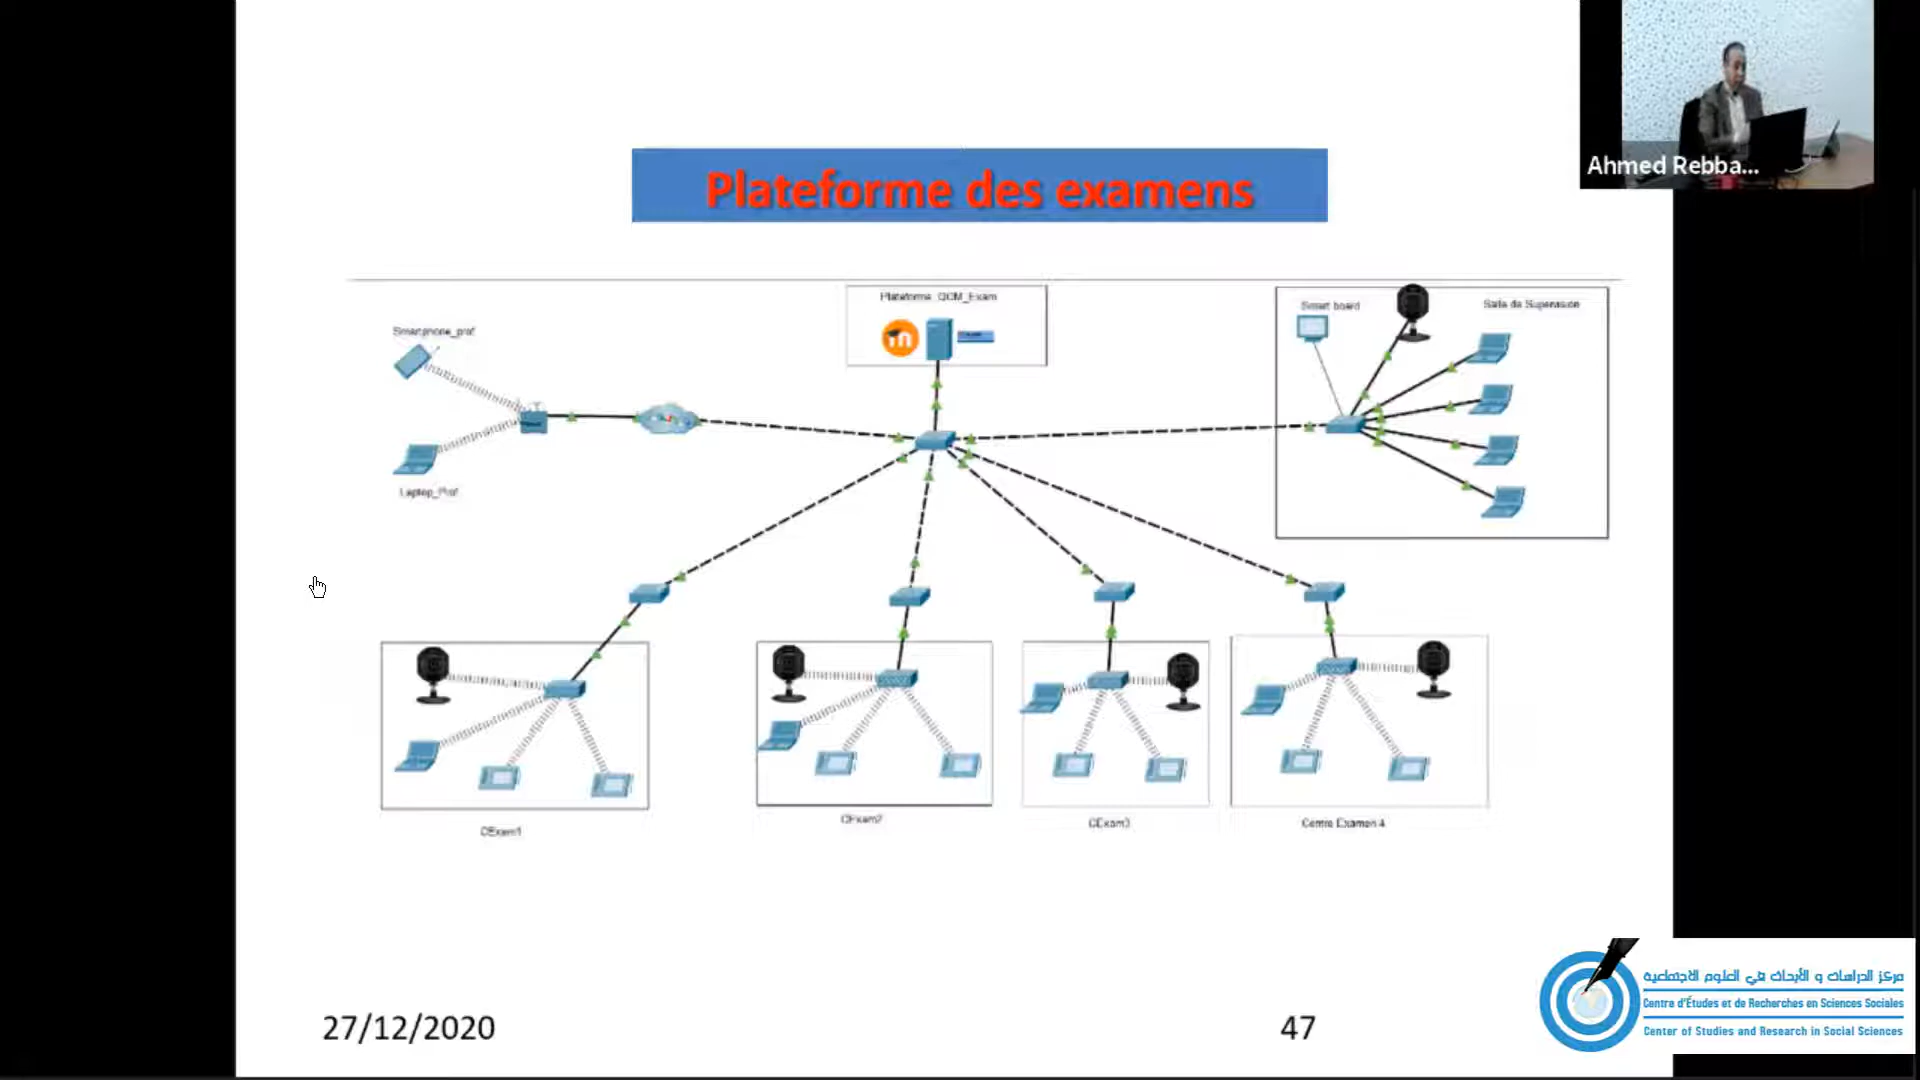 Ahmed Rebba...
Plateforme des examens
Plateforme QCM_Exam
Smart board
Salle de Supervision
Smartphone_prof
Laptop_Prof
CExam1
CExam2
CExam3
Centre Examen 4
27/12/2020
47
مركز الدراسات و الأبحاث في العلوم الاجتماعية
Centre d'Études et de Recherches en Sciences Sociales
Center of Studies and Research in Social Sciences